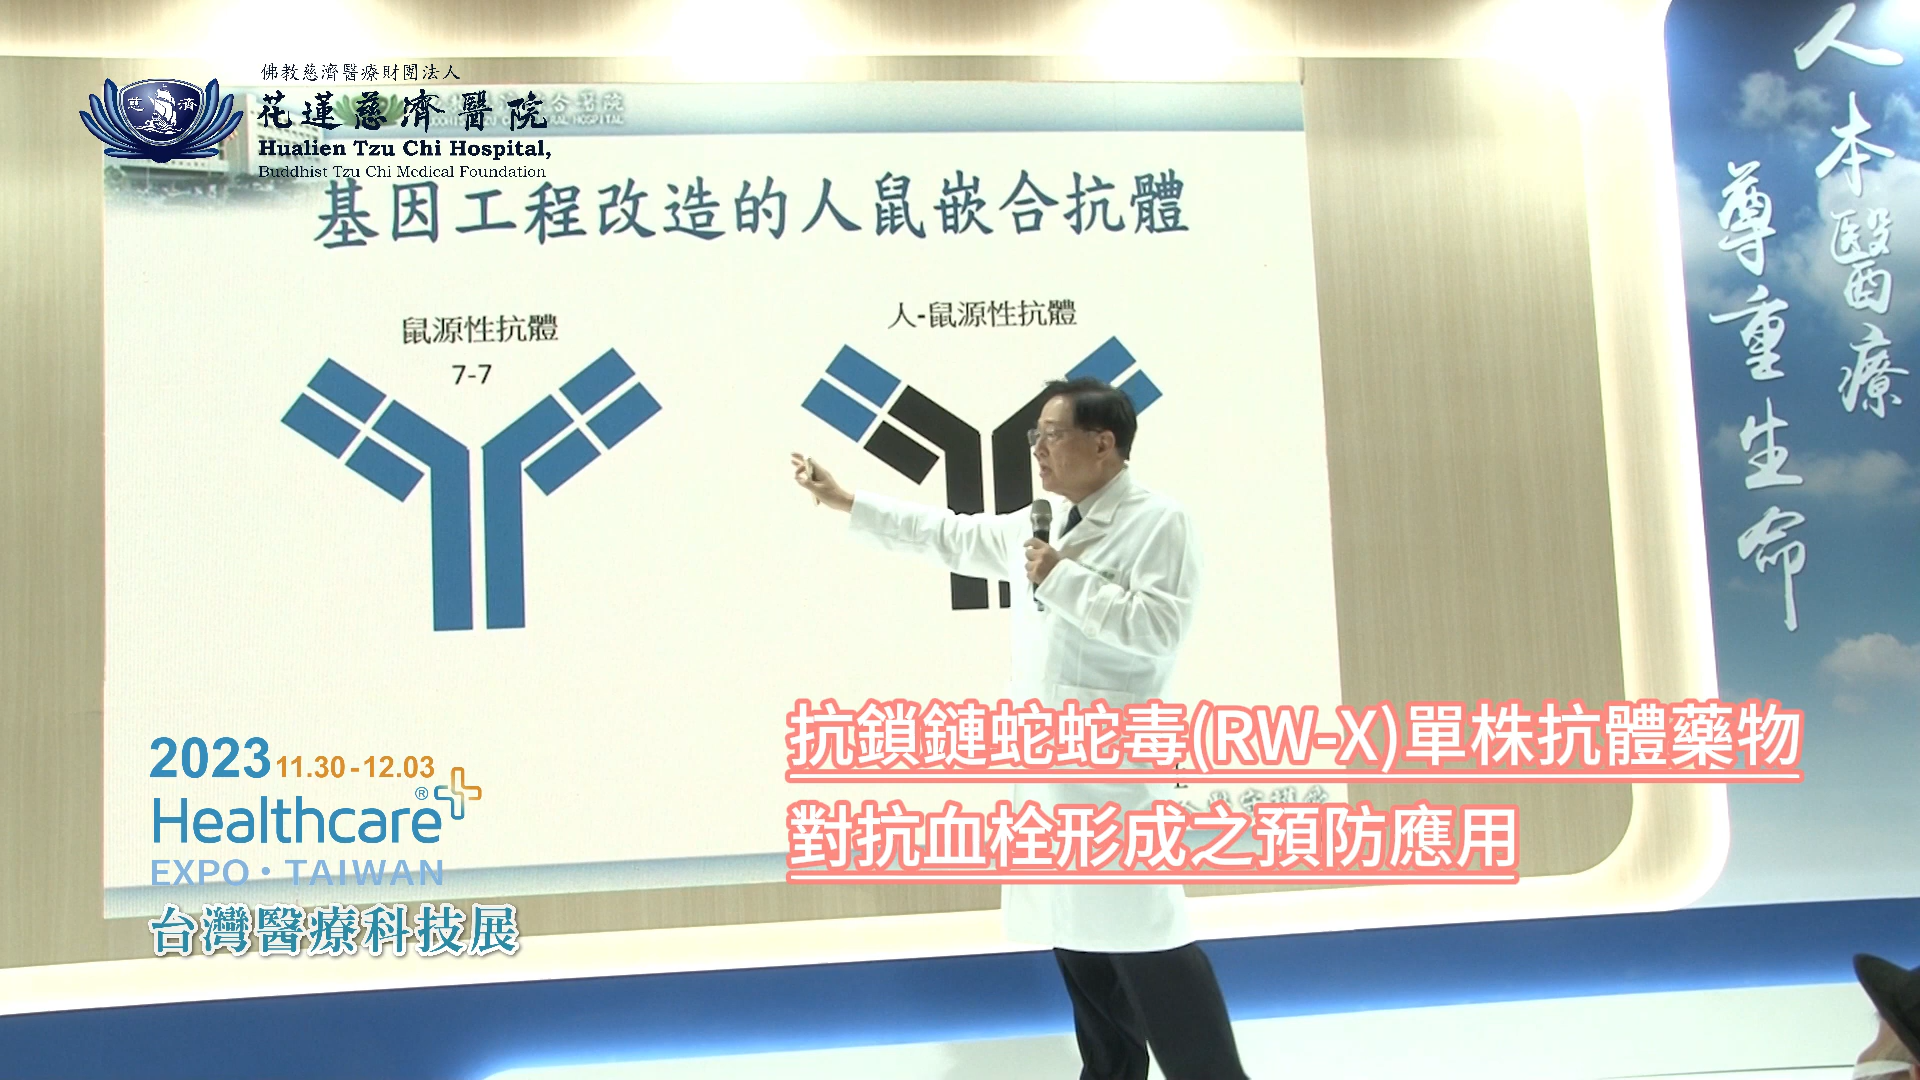 佛教慈濟醫療財團法人
花蓮慈濟醫院
Hualien Tzu Chi Hospital,
Buddhist Tzu Chi Medical Foundation
基因工程改造的人鼠嵌合抗體
鼠源性抗體
7-7
人-鼠源性抗體
人本醫療
尊重生命
抗鎖鏈蛇蛇毒(RW-X)單株抗體藥物
對抗血栓形成之預防應用
2023 11.30-12.03
Healthcare®
EXPO・TAIWAN
台灣醫療科技展